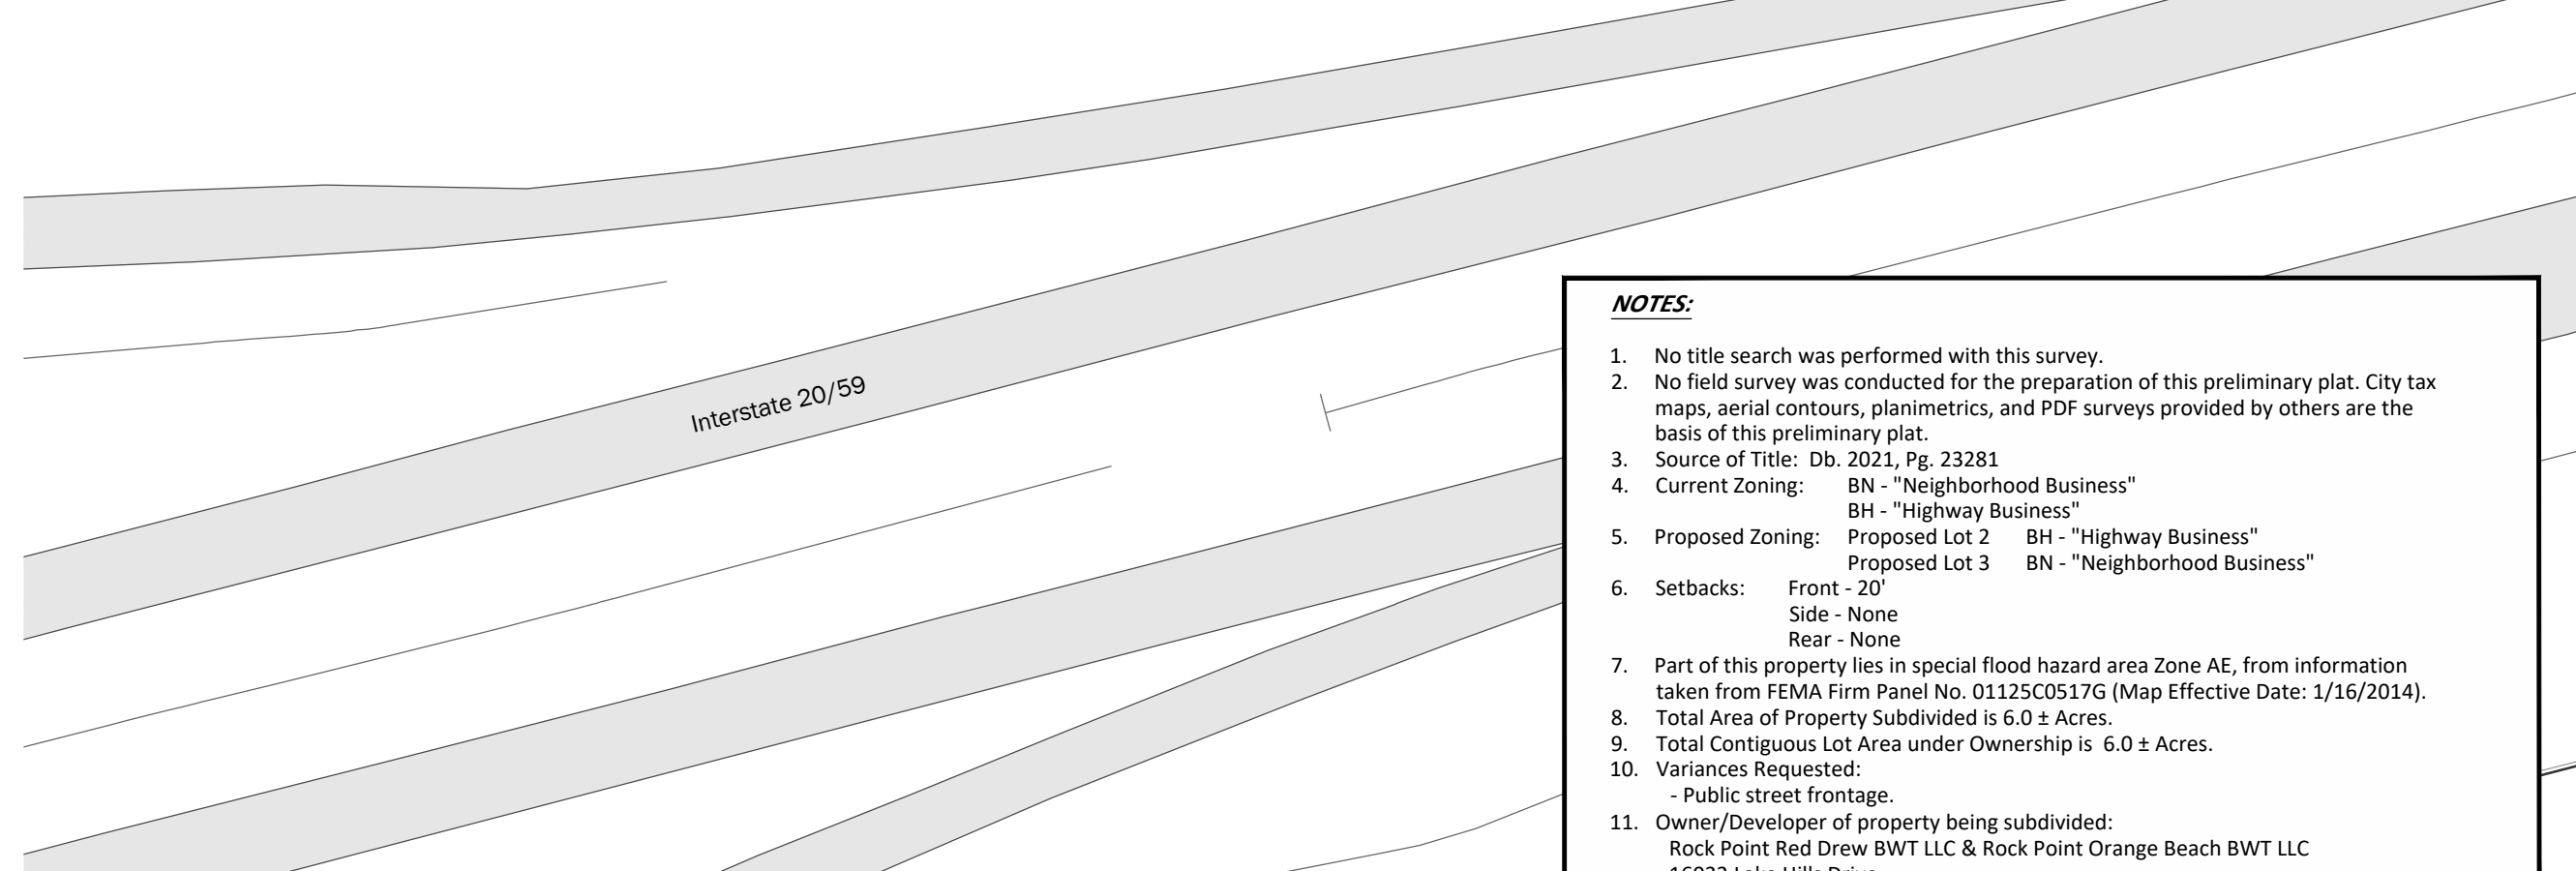 Interstate 20/59
NOTES:
1. No title search was performed with this survey.
2. No field survey was conducted for the preparation of this preliminary plat. City tax
maps, aerial contours, planimetrics, and PDF surveys provided by others are the
basis of this preliminary plat.
3. Source of Title: Db. 2021, Pg. 23281
4. Current Zoning: BN - "Neighborhood Business"
BH - "Highway Business"
5. Proposed Zoning: Proposed Lot 2 BH - "Highway Business"
Proposed Lot 3 BN - "Neighborhood Business"
6. Setbacks: Front - 20'
Side - None
Rear - None
7. Part of this property lies in special flood hazard area Zone AE, from information
taken from FEMA Firm Panel No. 01125C0517G (Map Effective Date: 1/16/2014).
8. Total Area of Property Subdivided is 6.0 ± Acres.
9. Total Contiguous Lot Area under Ownership is 6.0 ± Acres.
10. Variances Requested:
- Public street frontage.
11. Owner/Developer of property being subdivided:
Rock Point Red Drew BWT LLC & Rock Point Orange Beach BWT LLC